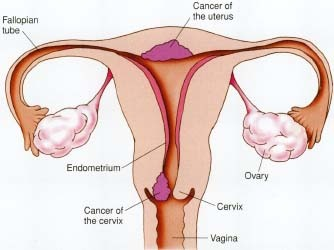 Cancer of
the uterus
Fallopian
tube
Endometrium
Ovary
Cancer of
the cervix
Cervix
Vagina